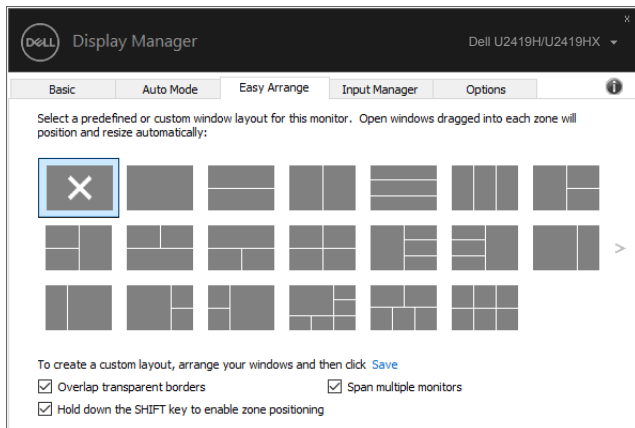 x
DELL Display Manager Dell U2419H/U2419HX
Basic Auto Mode Easy Arrange Input Manager Options i
Select a predefined or custom window layout for this monitor. Open windows dragged into each zone will
position and resize automatically:
>
To create a custom layout, arrange your windows and then click Save
Overlap transparent borders Span multiple monitors
Hold down the SHIFT key to enable zone positioning